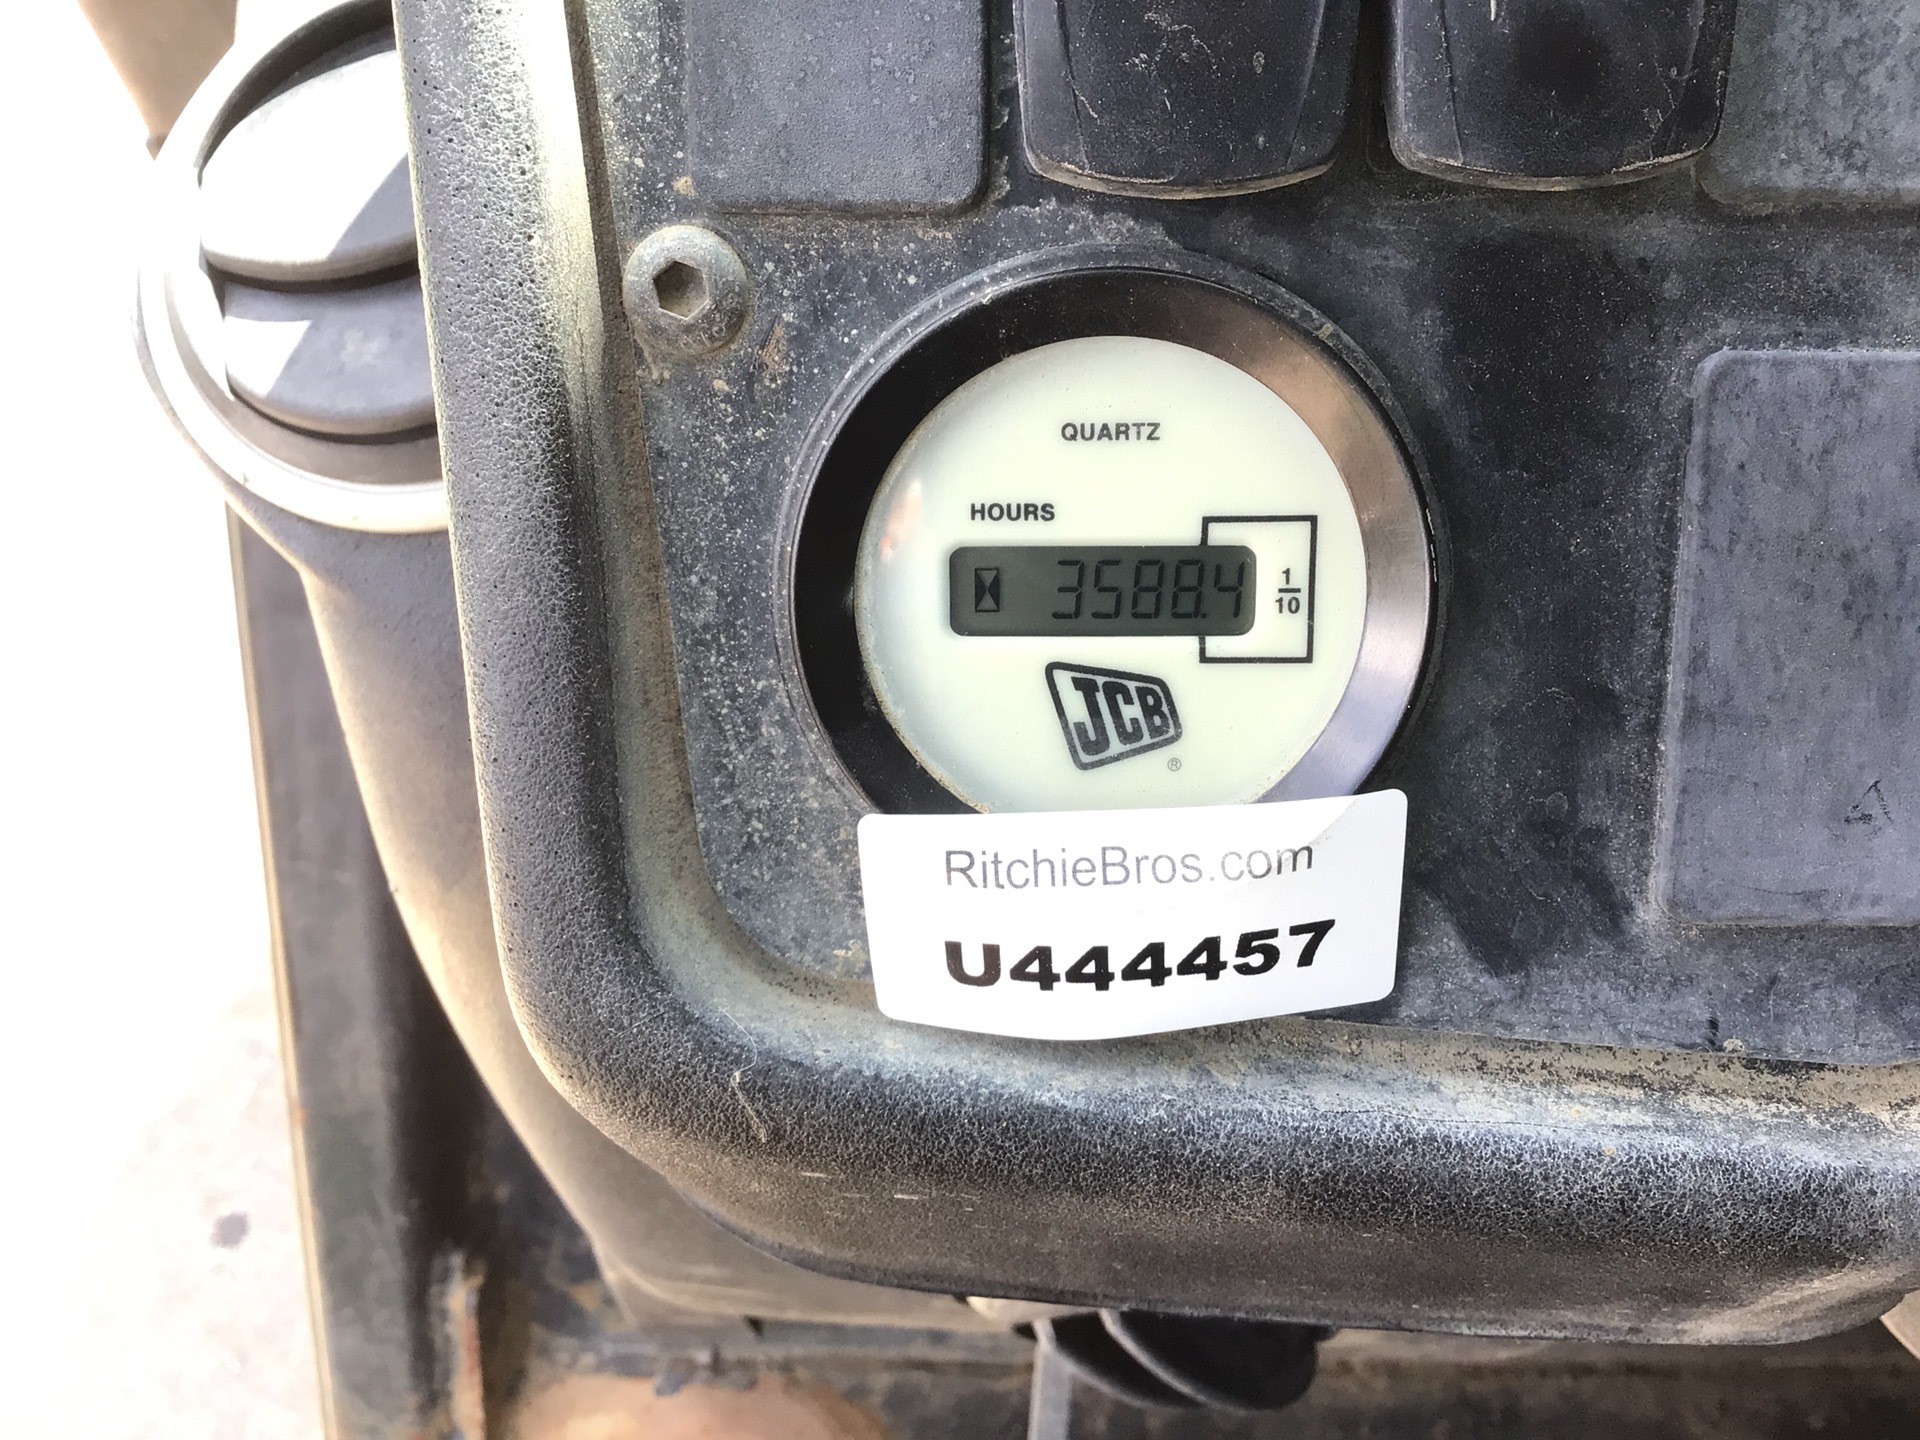 QUARTZ
HOURS
3588.4
1/10
JCB
®
RitchieBros.com
U444457